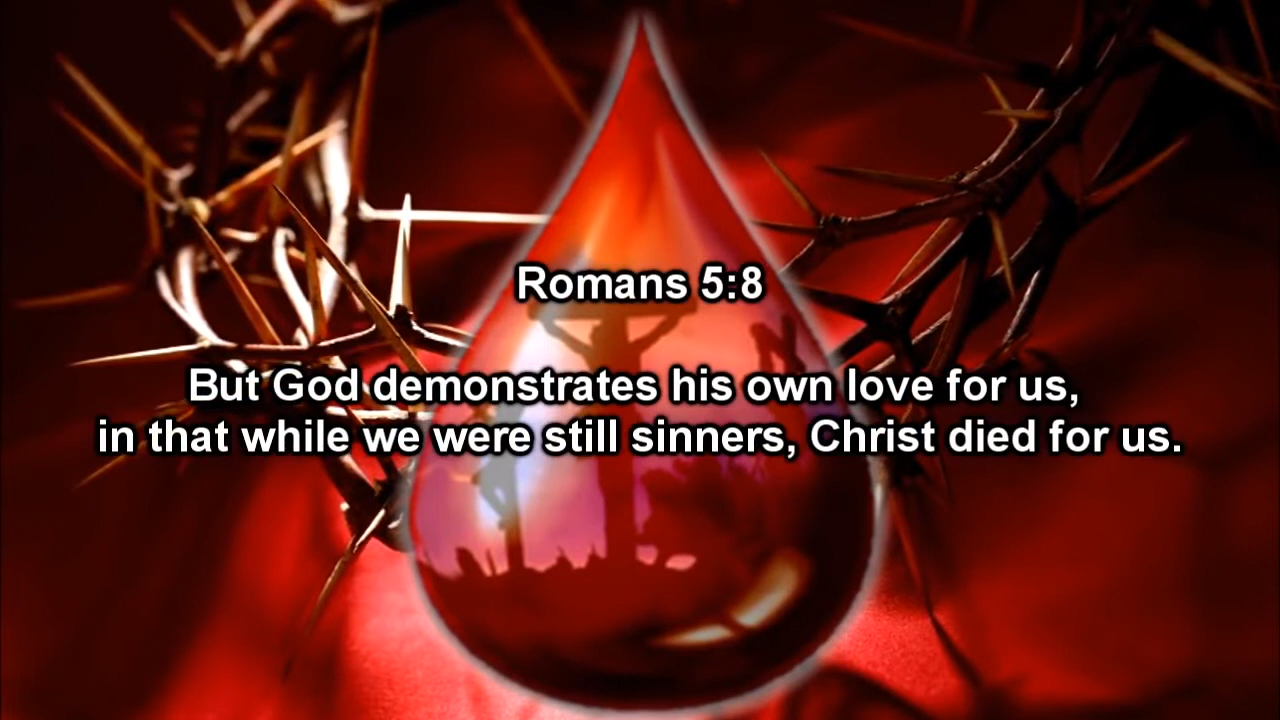 Romans 5:8
But God demonstrates his own love for us,
in that while we were still sinners, Christ died for us.